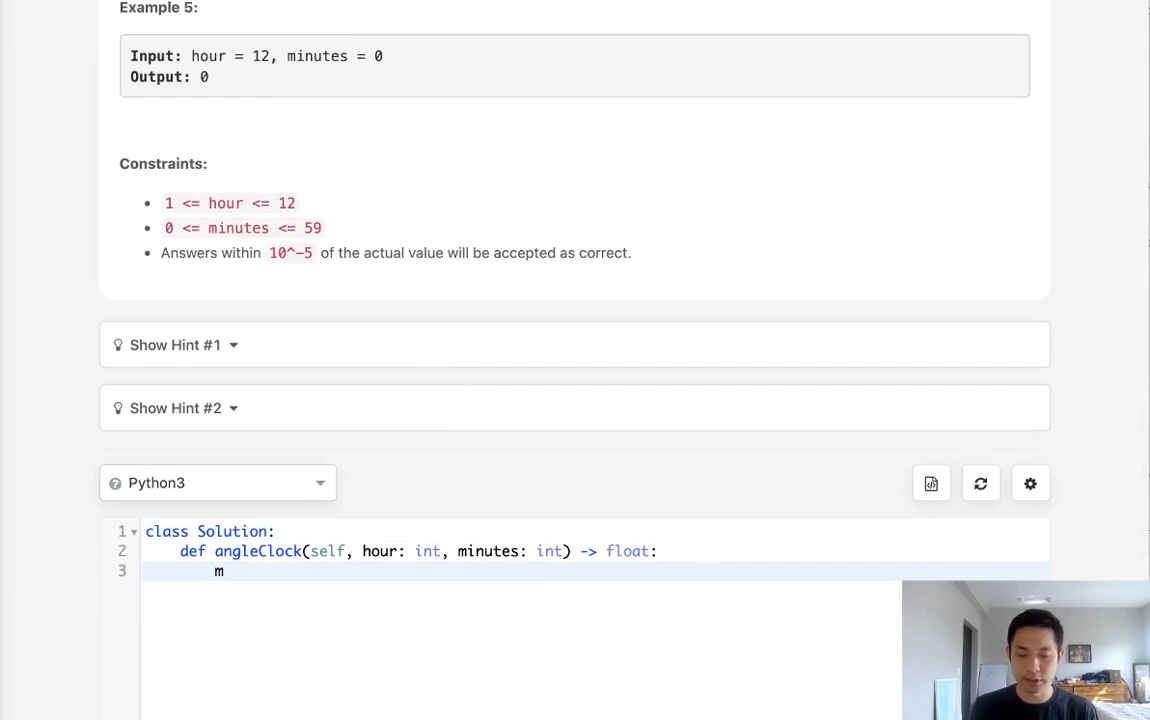 Example 5:
Input: hour = 12, minutes = 0
Output: 0
Constraints:
• 1 <= hour <= 12
• 0 <= minutes <= 59
• Answers within 10^-5 of the actual value will be accepted as correct.
Show Hint #1
Show Hint #2
Python3
1 class Solution:
2 def angleClock(self, hour: int, minutes: int) -> float:
3 m